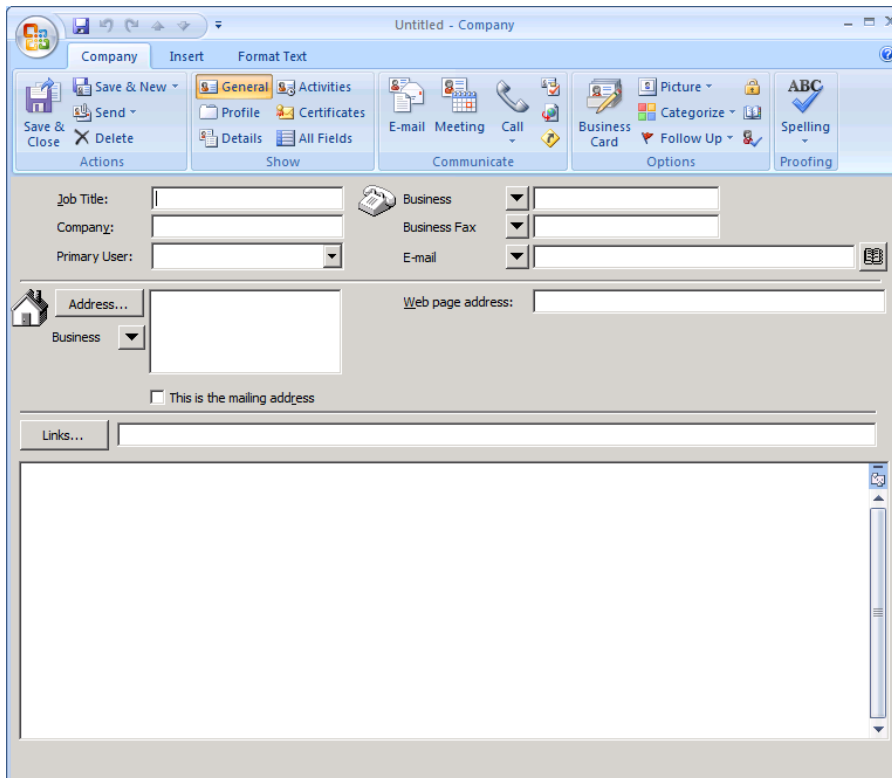 Untitled - Company
Company Insert Format Text
Save & Close
Save & New
Send
Delete
Actions
General
Profile
Details
Activities
Certificates
All Fields
Show
E-mail
Meeting
Call
Communicate
Business Card
Picture
Categorize
Follow Up
Options
ABC
Spelling
Proofing
Job Title:
Business
Company:
Business Fax
Primary User:
E-mail
Address...
Web page address:
Business
This is the mailing address
Links...